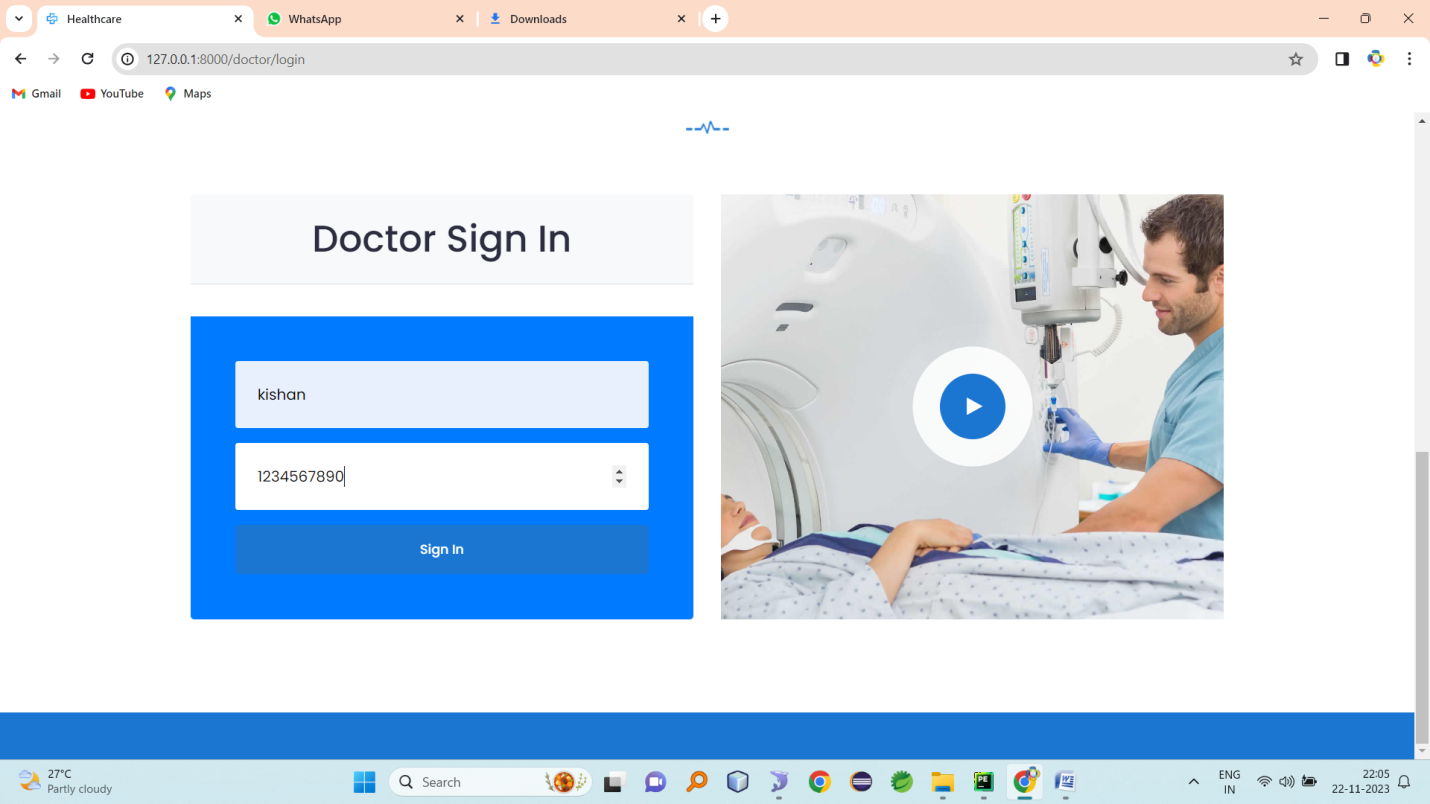 Healthcare
WhatsApp
Downloads
127.0.0.1:8000/doctor/login
Gmail
YouTube
Maps
Doctor Sign In
kishan
1234567890
Sign In
27°C
Partly cloudy
Search
PE
ENG
IN
22:05
22-11-2023